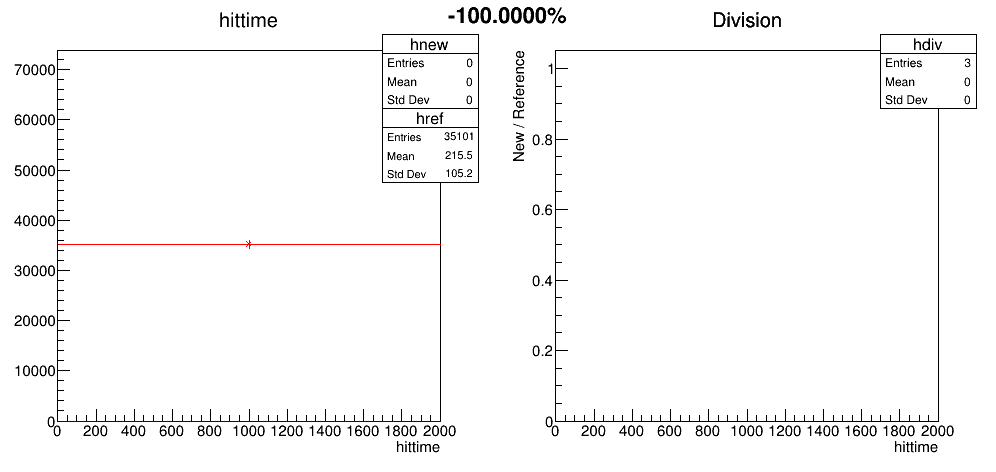 -100.0000%
hittime
hnew
Entries 0
Mean 0
Std Dev 0
href
Entries 35101
Mean 215.5
Std Dev 105.2
70000
60000
50000
40000
30000
20000
10000
0
0 200 400 600 800 1000 1200 1400 1600 1800 2000
hittime
Division
hdiv
Entries 3
Mean 0
Std Dev 0
New / Reference
1
0.8
0.6
0.4
0.2
0
0 200 400 600 800 1000 1200 1400 1600 1800 2000
hittime